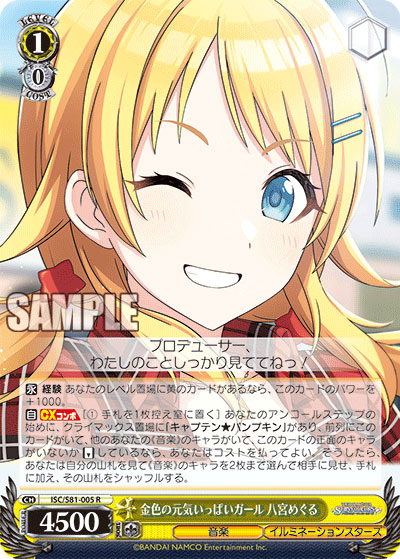 LEVEL
1
0
COST
SAMPLE
プロデューサー、
わたしのことしっかり見ててねっ！
永 経験 あなたのレベル置場に黄のカードがあるなら、このカードのパワーを
＋1000。
自 CXコンボ ［① 手札を1枚控え室に置く］ あなたのアンコールステップの
始めに、クライマックス置場に「キャプテン★パンプキン」があり、前列にこの
カードがいて、他のあなたの《音楽》のキャラがいて、このカードの正面のキャラ
がいないか しているなら、あなたはコストを払ってよい。そうしたら、
あなたは自分の山札を見て《音楽》のキャラを2枚まで選んで相手に見せ、手札
に加え、その山札をシャッフルする。
CH ISC/S81-005 R
金色の元気いっぱいガール 八宮めぐる
POWER
4500
音楽
イルミネーションスターズ
©BANDAI NAMCO Entertainment Inc.